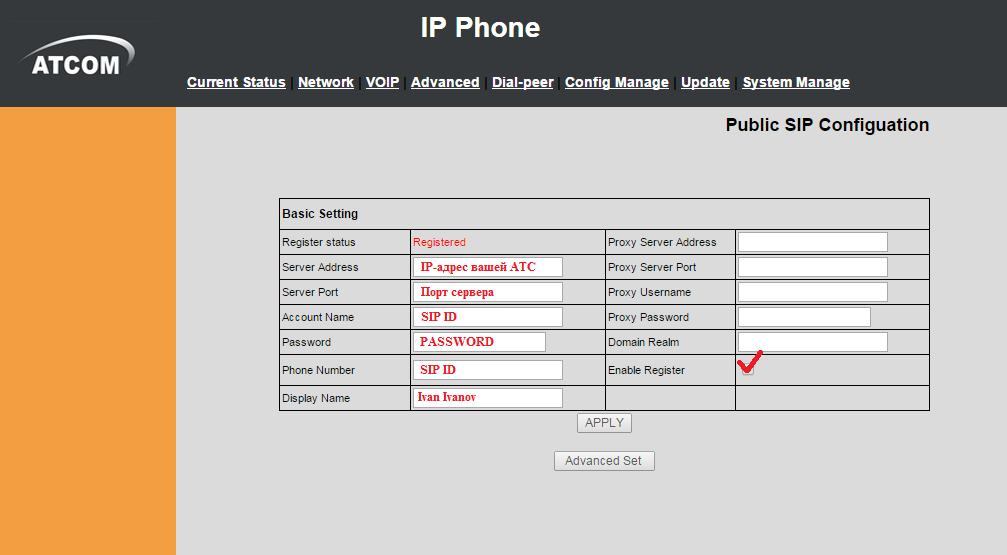 IP Phone
ATCOM
Current Status | Network | VOIP | Advanced | Dial-peer | Config Manage | Update | System Manage
Public SIP Configuation
Basic Setting
Register status Registered Proxy Server Address
Server Address IP-адрес вашей АТС Proxy Server Port
Server Port Порт сервера Proxy Username
Account Name SIP ID Proxy Password
Password PASSWORD Domain Realm
Phone Number SIP ID Enable Register
Display Name Ivan Ivanov
APPLY
Advanced Set